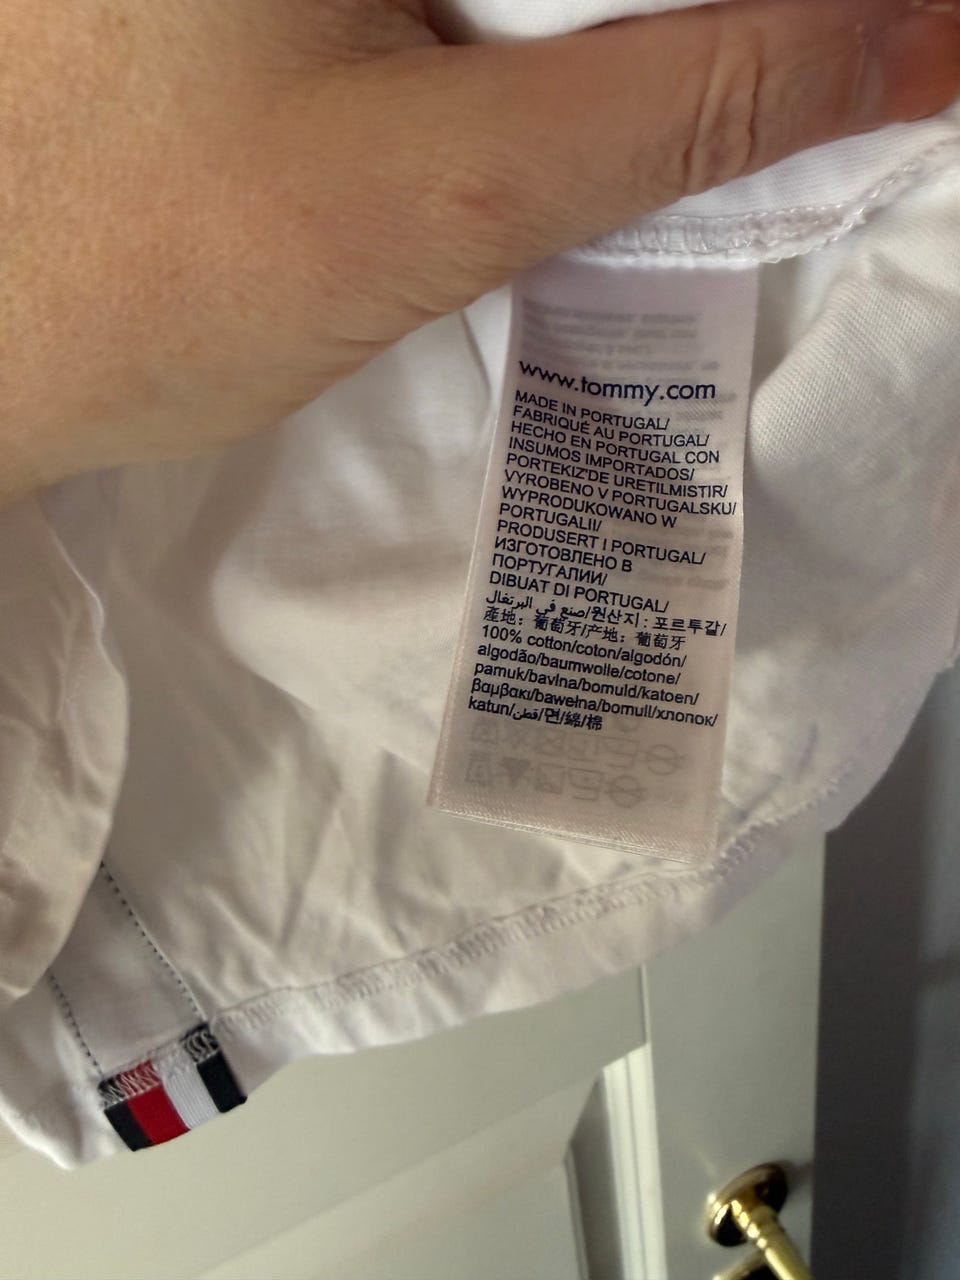 www.tommy.com
MADE IN PORTUGAL/
FABRIQUÉ AU PORTUGAL/
HECHO EN PORTUGAL CON
INSUMOS IMPORTADOS/
PORTEKIZ'DE URETILMISTIR/
VYROBENO V PORTUGALSKU/
WYPRODUKOWANO W
PORTUGALII/
PRODUSERT I PORTUGAL/
ИЗГОТОВЛЕНО В
ПОРТУГАЛИИ/
DIBUAT DI PORTUGAL/
صنع في البرتغال/원산지 : 포르투갈/
產地：葡萄牙/产地：葡萄牙
100% cotton/coton/algodón/
algodão/baumwolle/cotone/
pamuk/bavlna/bomuld/katoen/
βαμβακι/bawełna/bomull/хлопок/
katun/قطن/면/綿/棉